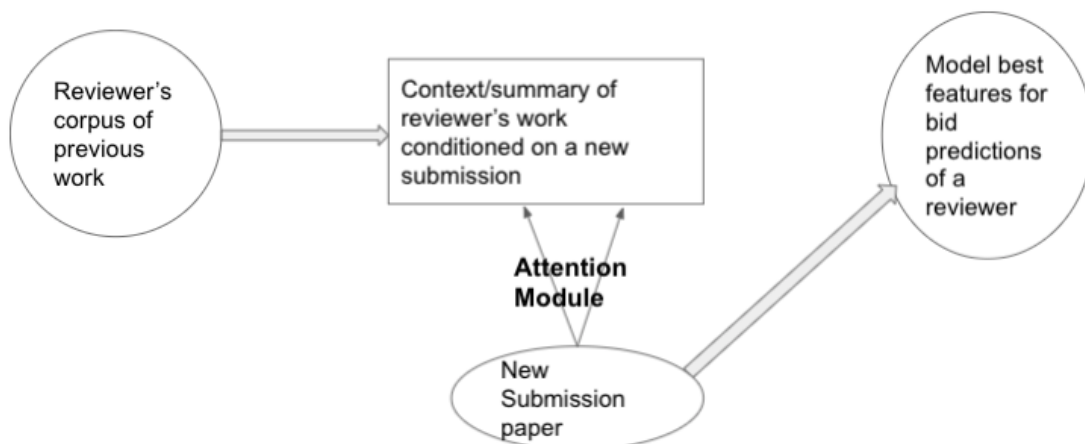 Reviewer's
corpus of
previous
work
Context/summary of
reviewer's work
conditioned on a new
submission
Model best
features for
bid
predictions
of a
reviewer
Attention
Module
New
Submission
paper